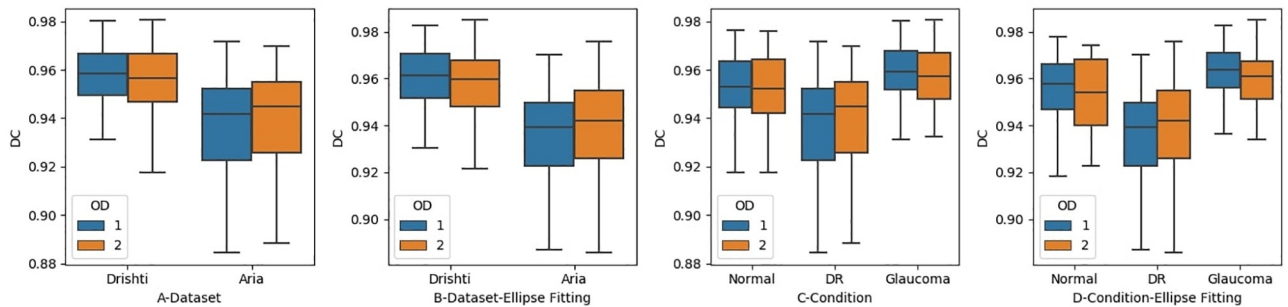 0.98
0.96
0.94
0.92
0.90
0.88
DC
OD
1
2
Drishti Aria
A-Dataset
0.98
0.96
0.94
0.92
0.90
DC
OD
1
2
Drishti Aria
B-Dataset-Ellipse Fitting
0.98
0.96
0.94
0.92
0.90
0.88
DC
OD
1
2
Normal DR Glaucoma
C-Condition
0.98
0.96
0.94
0.92
0.90
DC
OD
1
2
Normal DR Glaucoma
D-Condition-Ellipse Fitting